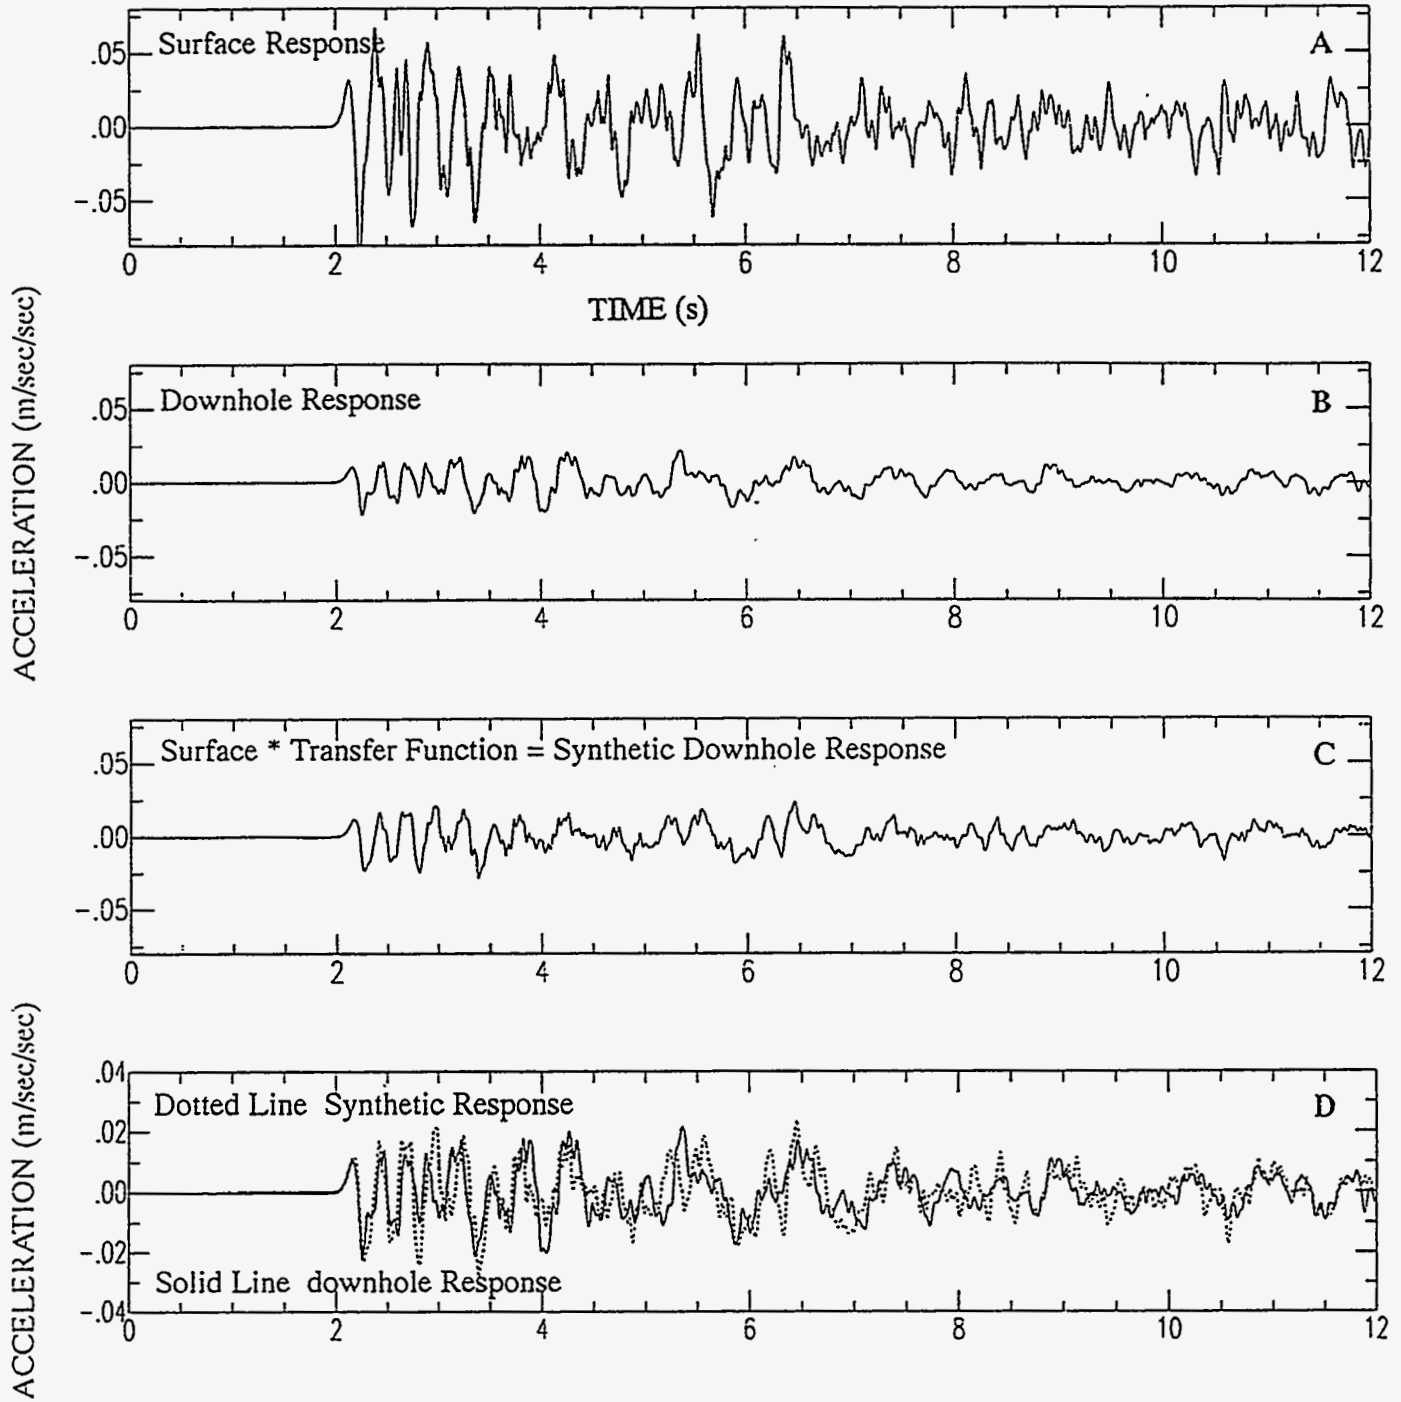 Surface Response A
.05
.00
-.05
0 2 4 6 8 10 12
TIME (s)
ACCELERATION (m/sec/sec)
Downhole Response B
.05
.00
-.05
0 2 4 6 8 10 12
Surface * Transfer Function = Synthetic Downhole Response C
.05
.00
-.05
0 2 4 6 8 10 12
ACCELERATION (m/sec/sec)
.04
Dotted Line Synthetic Response D
.02
.00
-.02
Solid Line downhole Response
-.04
0 2 4 6 8 10 12